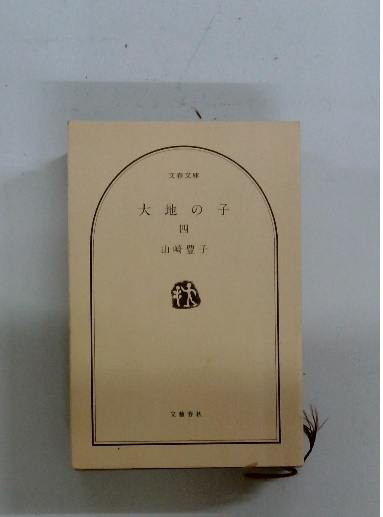 文春文庫
大地の子
四
山崎豊子
文藝春秋